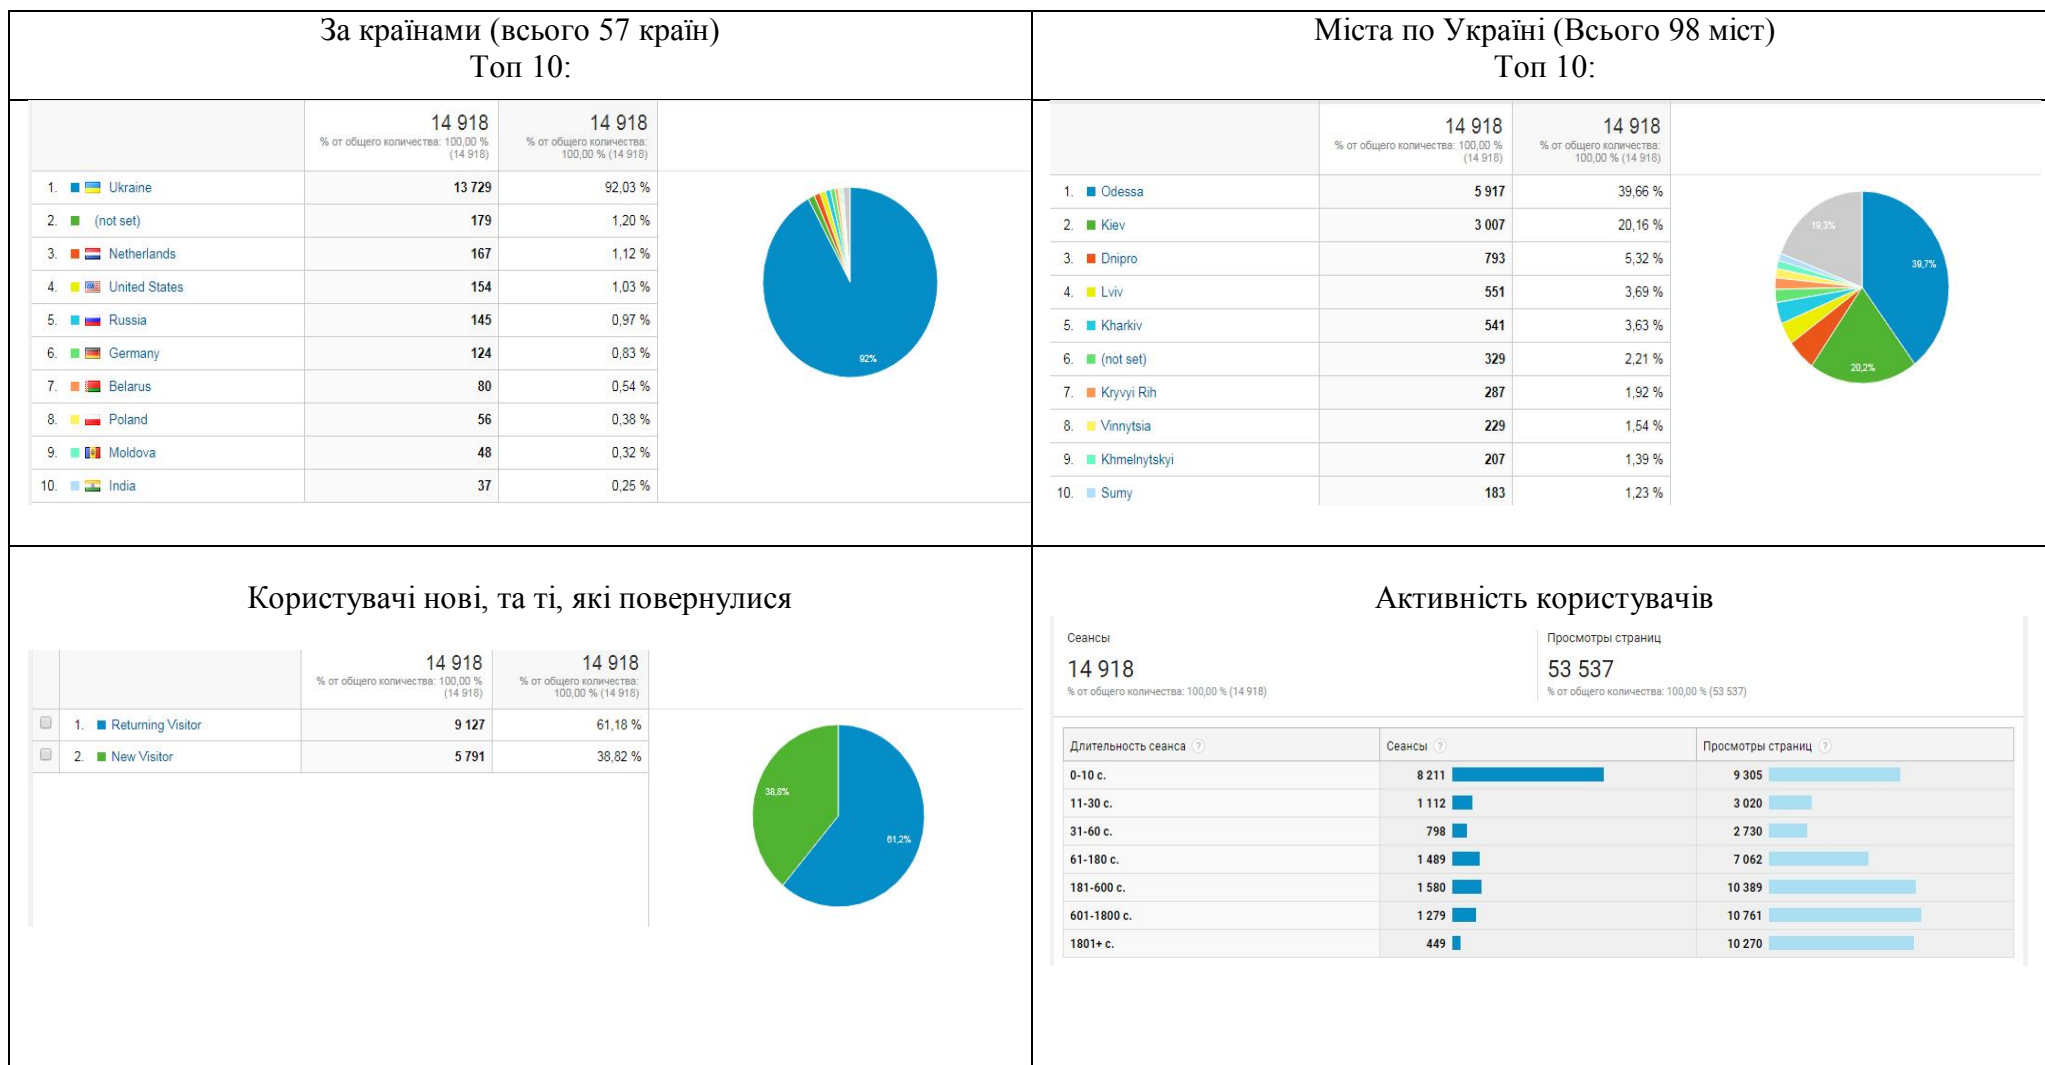 За країнами (всього 57 країн)
Топ 10:
14 918
14 918
% от общего количества: 100,00 %
(14 918)
% от общего количества:
100,00 % (14 918)
1. Ukraine 13 729 92,03 %
2. (not set) 179 1,20 %
3. Netherlands 167 1,12 %
4. United States 154 1,03 %
5. Russia 145 0,97 %
6. Germany 124 0,83 %
7. Belarus 80 0,54 %
8. Poland 56 0,38 %
9. Moldova 48 0,32 %
10. India 37 0,25 %
92%
Міста по Україні (Всього 98 міст)
Топ 10:
14 918
14 918
% от общего количества: 100,00 %
(14 918)
% от общего количества:
100,00 % (14 918)
1. Odessa 5 917 39,66 %
2. Kiev 3 007 20,16 %
3. Dnipro 793 5,32 %
4. Lviv 551 3,69 %
5. Kharkiv 541 3,63 %
6. (not set) 329 2,21 %
7. Kryvyi Rih 287 1,92 %
8. Vinnytsia 229 1,54 %
9. Khmelnytskyi 207 1,39 %
10. Sumy 183 1,23 %
19,3%
39,7%
20,2%
Користувачі нові, та ті, які повернулися
14 918
14 918
% от общего количества: 100,00 %
(14 918)
% от общего количества:
100,00 % (14 918)
1. Returning Visitor 9 127 61,18 %
2. New Visitor 5 791 38,82 %
38,8%
61,2%
Активність користувачів
Сеансы
Просмотры страниц
14 918
53 537
% от общего количества: 100,00 % (14 918)
% от общего количества: 100,00 % (53 537)
Длительность сеанса ? Сеансы ? Просмотры страниц ?
0-10 с. 8 211 9 305
11-30 с. 1 112 3 020
31-60 с. 798 2 730
61-180 с. 1 489 7 062
181-600 с. 1 580 10 389
601-1800 с. 1 279 10 761
1801+ с. 449 10 270